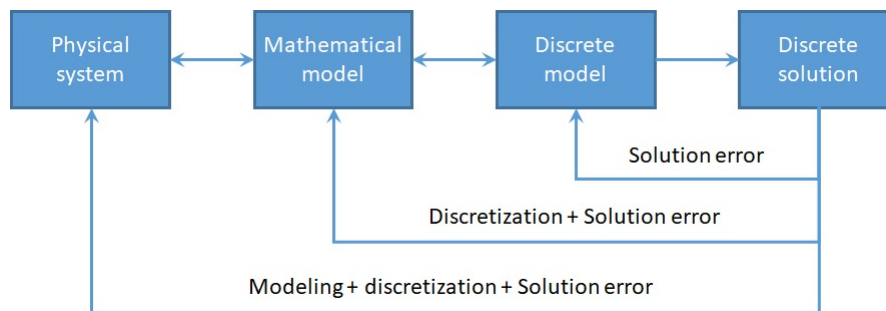 Physical
system
Mathematical
model
Discrete
model
Discrete
solution
Solution error
Discretization + Solution error
Modeling + discretization + Solution error